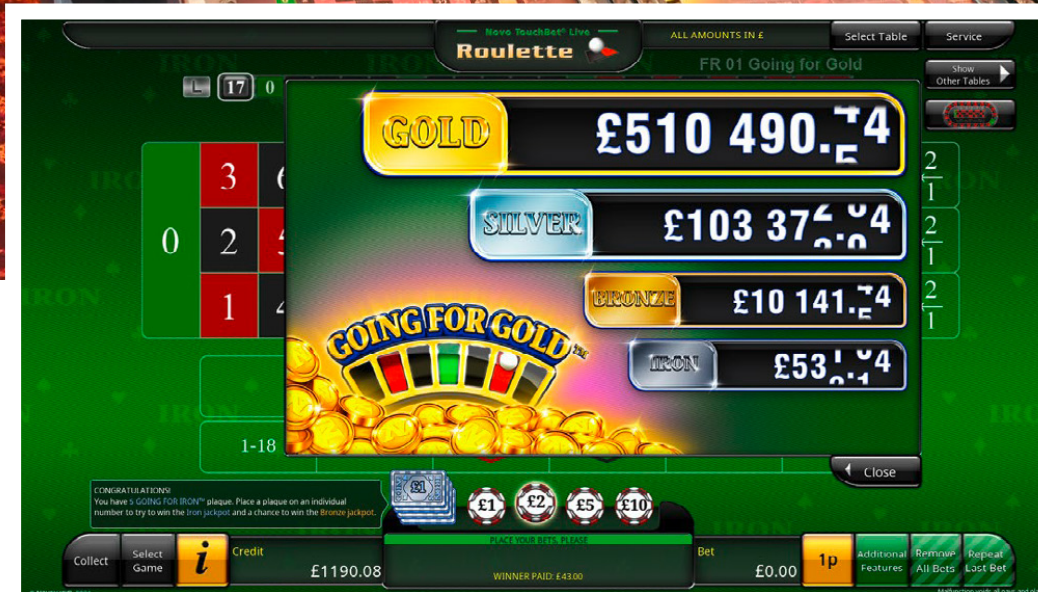 Novo TouchBet® Live
Roulette
ALL AMOUNTS IN £
Select Table
Service
FR 01 Going for Gold
Show
Other Tables
L 17 0
GOLD £510 490.
SILVER £103 37
BRONZE £10 141.
IRON £53
GOING FOR GOLD™
3
2
1
0
2
1
2
1
2
1
1-18
Close
CONGRATULATIONS!
You have 5 GOING FOR IRON™ plaque. Place a plaque on an individual
number to try to win the Iron jackpot and a chance to win the Bronze jackpot.
£1
£1 £2 £5 £10
PLACE YOUR BETS, PLEASE
Collect
Select
Game
i
Credit
£1190.08
WINNER PAID: £43.00
Bet
£0.00
1p
Additional
Features
Remove
All Bets
Repeat
Last Bet
IRON